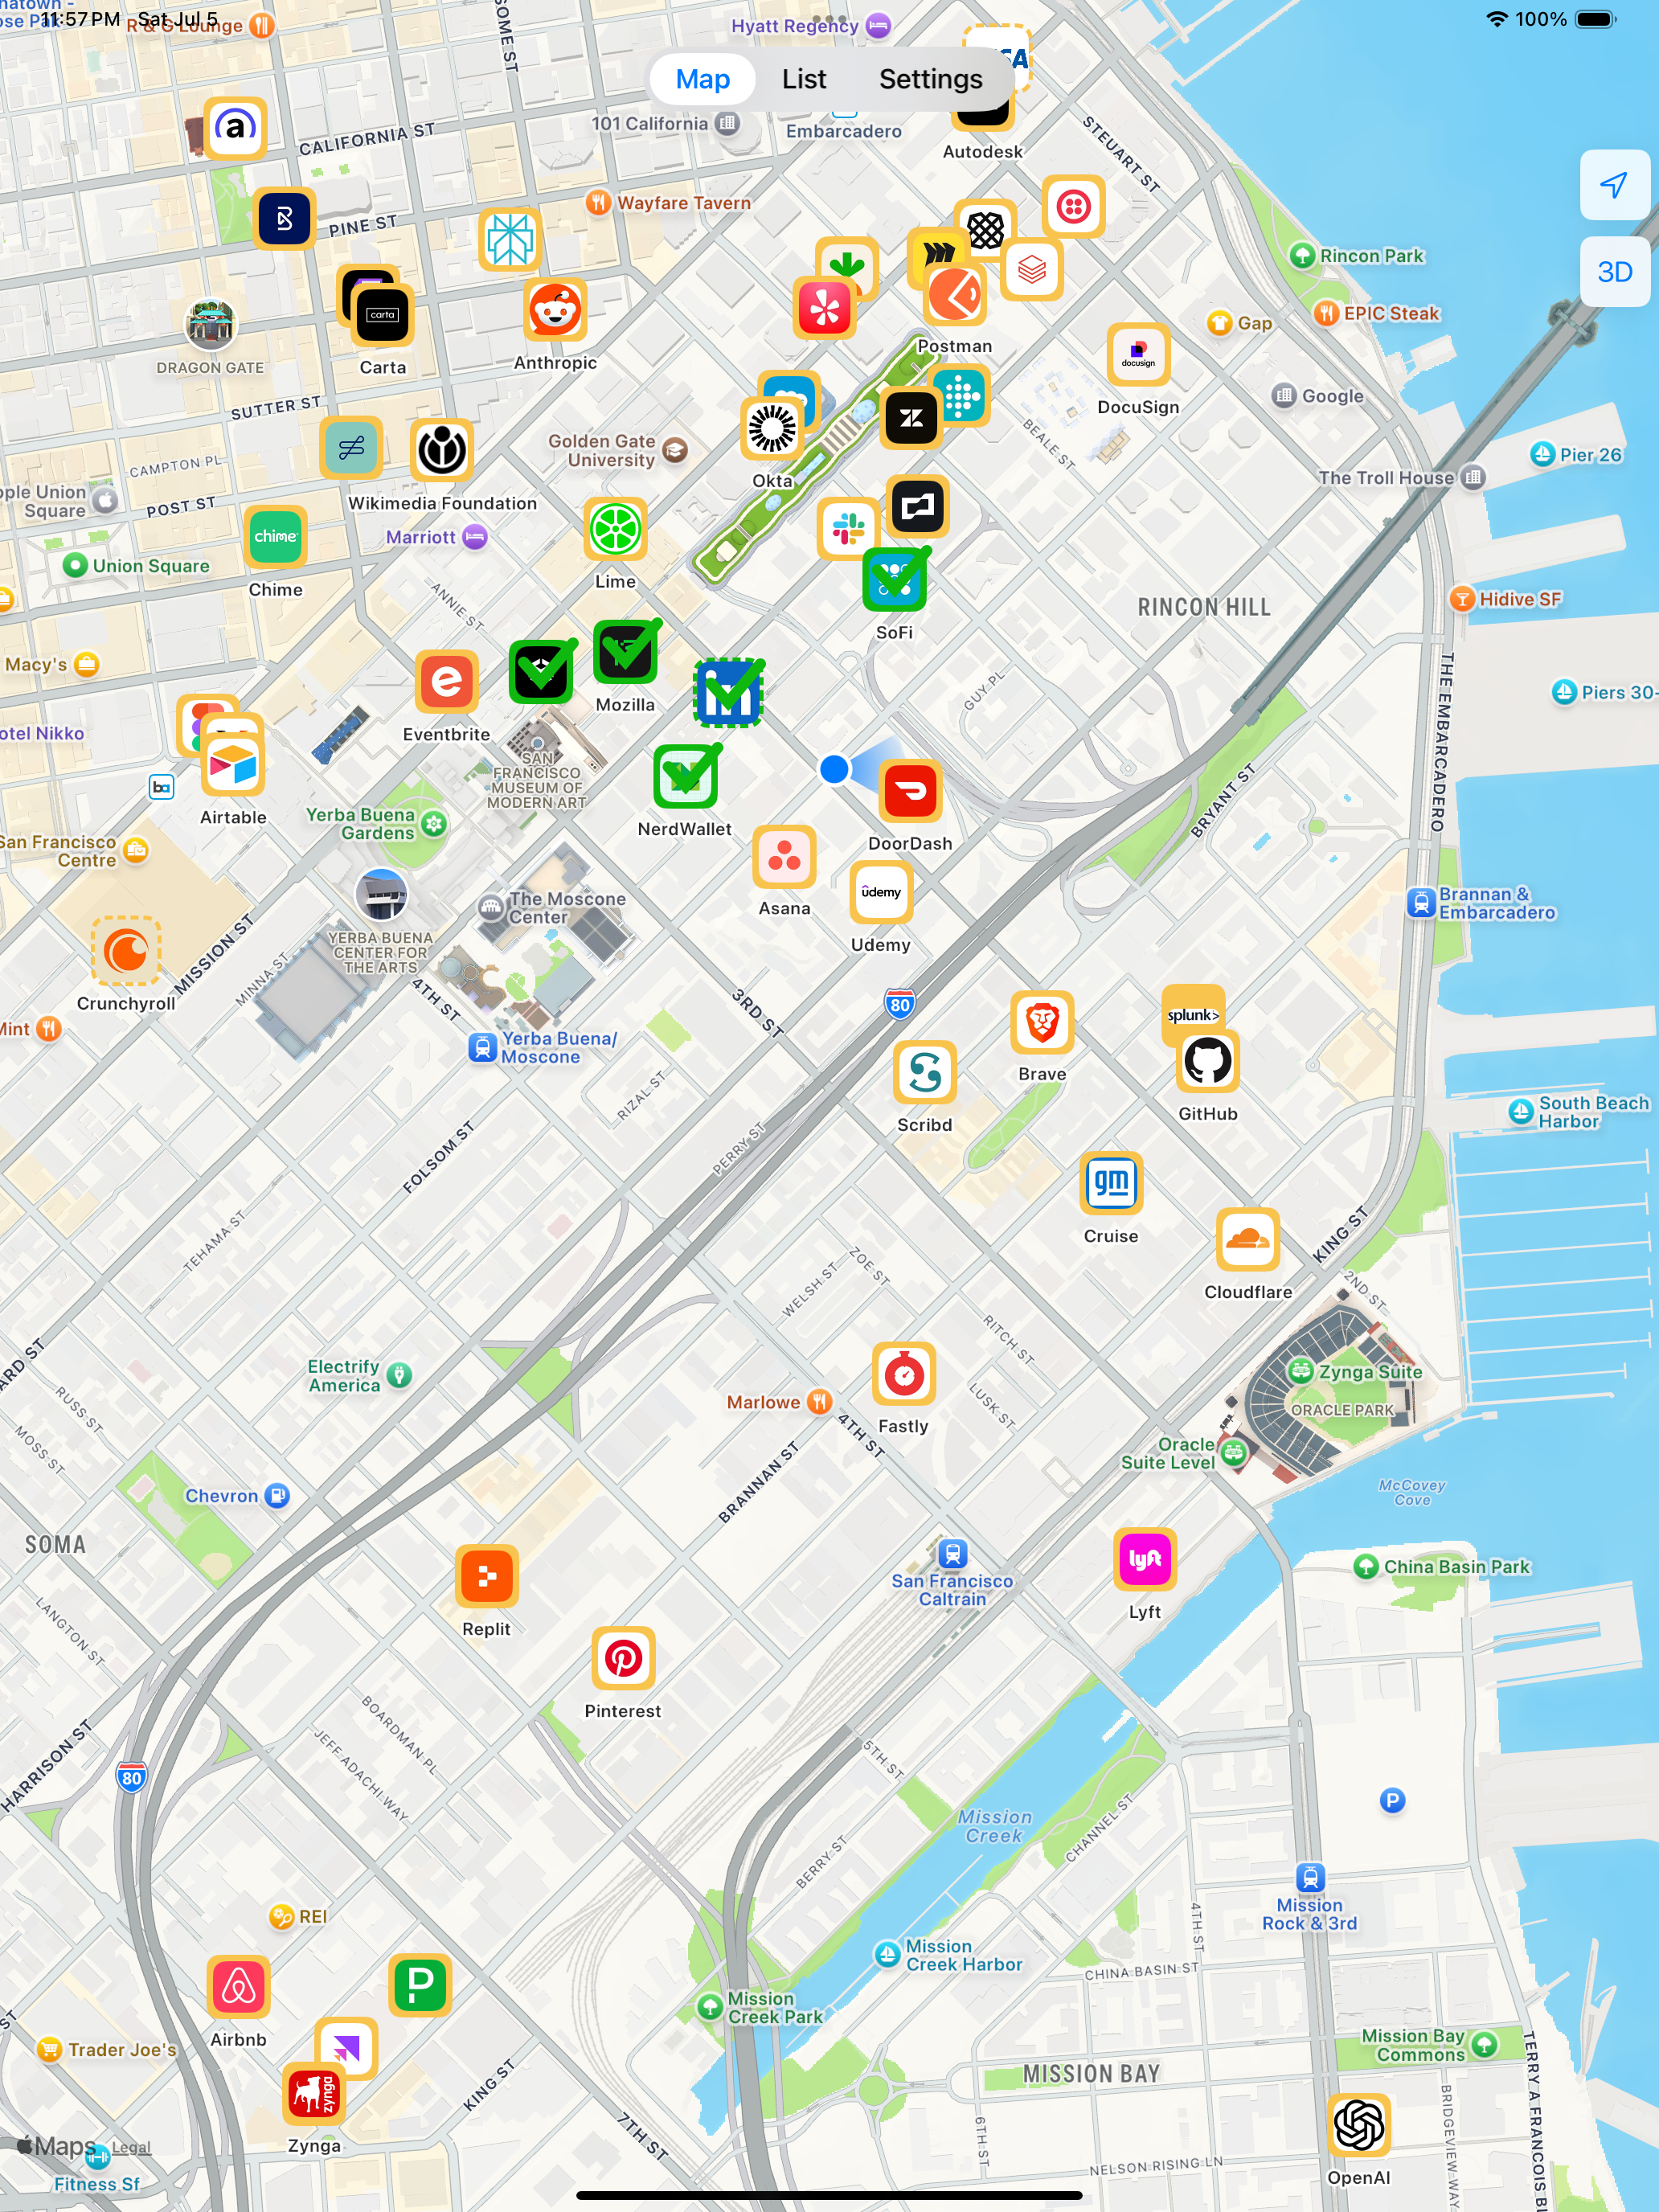 11:57 PM Sat Jul 5
100%
R & G Lounge
Hyatt Regency
Map
List
Settings
101 California
Embarcadero
Autodesk
SOME ST
CALIFORNIA ST
STEUART ST
PINE ST
Wayfare Tavern
Rincon Park
3D
EPIC Steak
Gap
carta
Carta
DRAGON GATE
Anthropic
Postman
docusign
DocuSign
Google
SUTTER ST
Golden Gate
University
BEALE ST
Pier 26
The Troll House
CAMPTON PL
Okta
Wikimedia Foundation
ple Union
Square
POST ST
Marriott
chime
Chime
Union Square
Lime
ANNIE ST
SoFi
RINCON HILL
Hidive SF
THE EMBARCADERO
Macy's
Mozilla
GUY PL
Piers 30-
otel Nikko
Eventbrite
SAN
FRANCISCO
MUSEUM OF
MODERN ART
ba
Airtable
Yerba Buena
Gardens
NerdWallet
DoorDash
BRYANT ST
San Francisco
Centre
Asana
udemy
Udemy
The Moscone
Center
Brannan &
Embarcadero
YERBA BUENA
CENTER FOR
THE ARTS
MISSION ST
MINNA ST
4TH ST
Crunchyroll
3RD ST
80
Mint
Yerba Buena/
Moscone
splunk>
Brave
GitHub
Scribd
South Beach
Harbor
RIZAL ST
PERRY ST
FOLSOM ST
gm
Cruise
Cloudflare
KING ST
TEHAMA ST
ZOE ST
WELSH ST
2ND ST
RITCH ST
ARD ST
Electrify
America
Zynga Suite
ORACLE PARK
RUSS ST
Marlowe
Fastly
LUSK ST
4TH ST
MOSS ST
Oracle
Suite Level
BRANNAN ST
McCovey
Cove
Chevron
SOMA
San Francisco
Caltrain
lyft
Lyft
China Basin Park
Replit
LANGTON ST
Pinterest
BOARDMAN PL
JEFF ADACHI WAY
HARRISON ST
80
5TH ST
P
Mission
Creek
CHANNEL ST
BERRY ST
Mission
Rock & 3rd
REI
4TH ST
Mission
Creek Harbor
CHINA BASIN ST
P
Airbnb
Mission
Creek Park
Trader Joe's
Mission Bay
Commons
MISSION BAY
TERRY A FRANCOIS BL
zynga
Zynga
KING ST
7TH ST
6TH ST
BRIDGEVIEW WAY
NELSON RISING LN
OpenAI
Maps
Legal
Fitness Sf